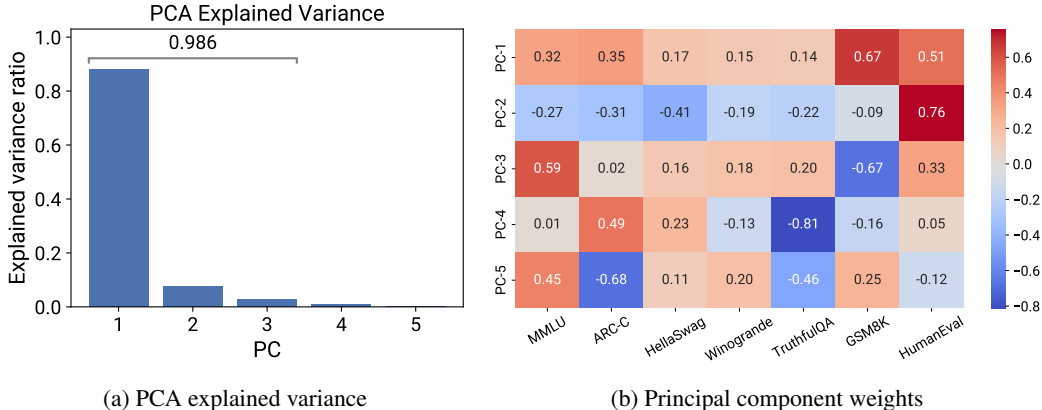 PCA Explained Variance
Explained variance ratio
1.0
0.8
0.6
0.4
0.2
0.0
0.986
1 2 3 4 5
PC
(a) PCA explained variance
PC-1 0.32 0.35 0.17 0.15 0.14 0.67 0.51
PC-2 -0.27 -0.31 -0.41 -0.19 -0.22 -0.09 0.76
PC-3 0.59 0.02 0.16 0.18 0.20 -0.67 0.33
PC-4 0.01 0.49 0.23 -0.13 -0.81 -0.16 0.05
PC-5 0.45 -0.68 0.11 0.20 -0.46 0.25 -0.12
MMLU ARC-C HellaSwag Winogrande TruthfulQA GSM8K HumanEval
0.6
0.4
0.2
0.0
-0.2
-0.4
-0.6
-0.8
(b) Principal component weights